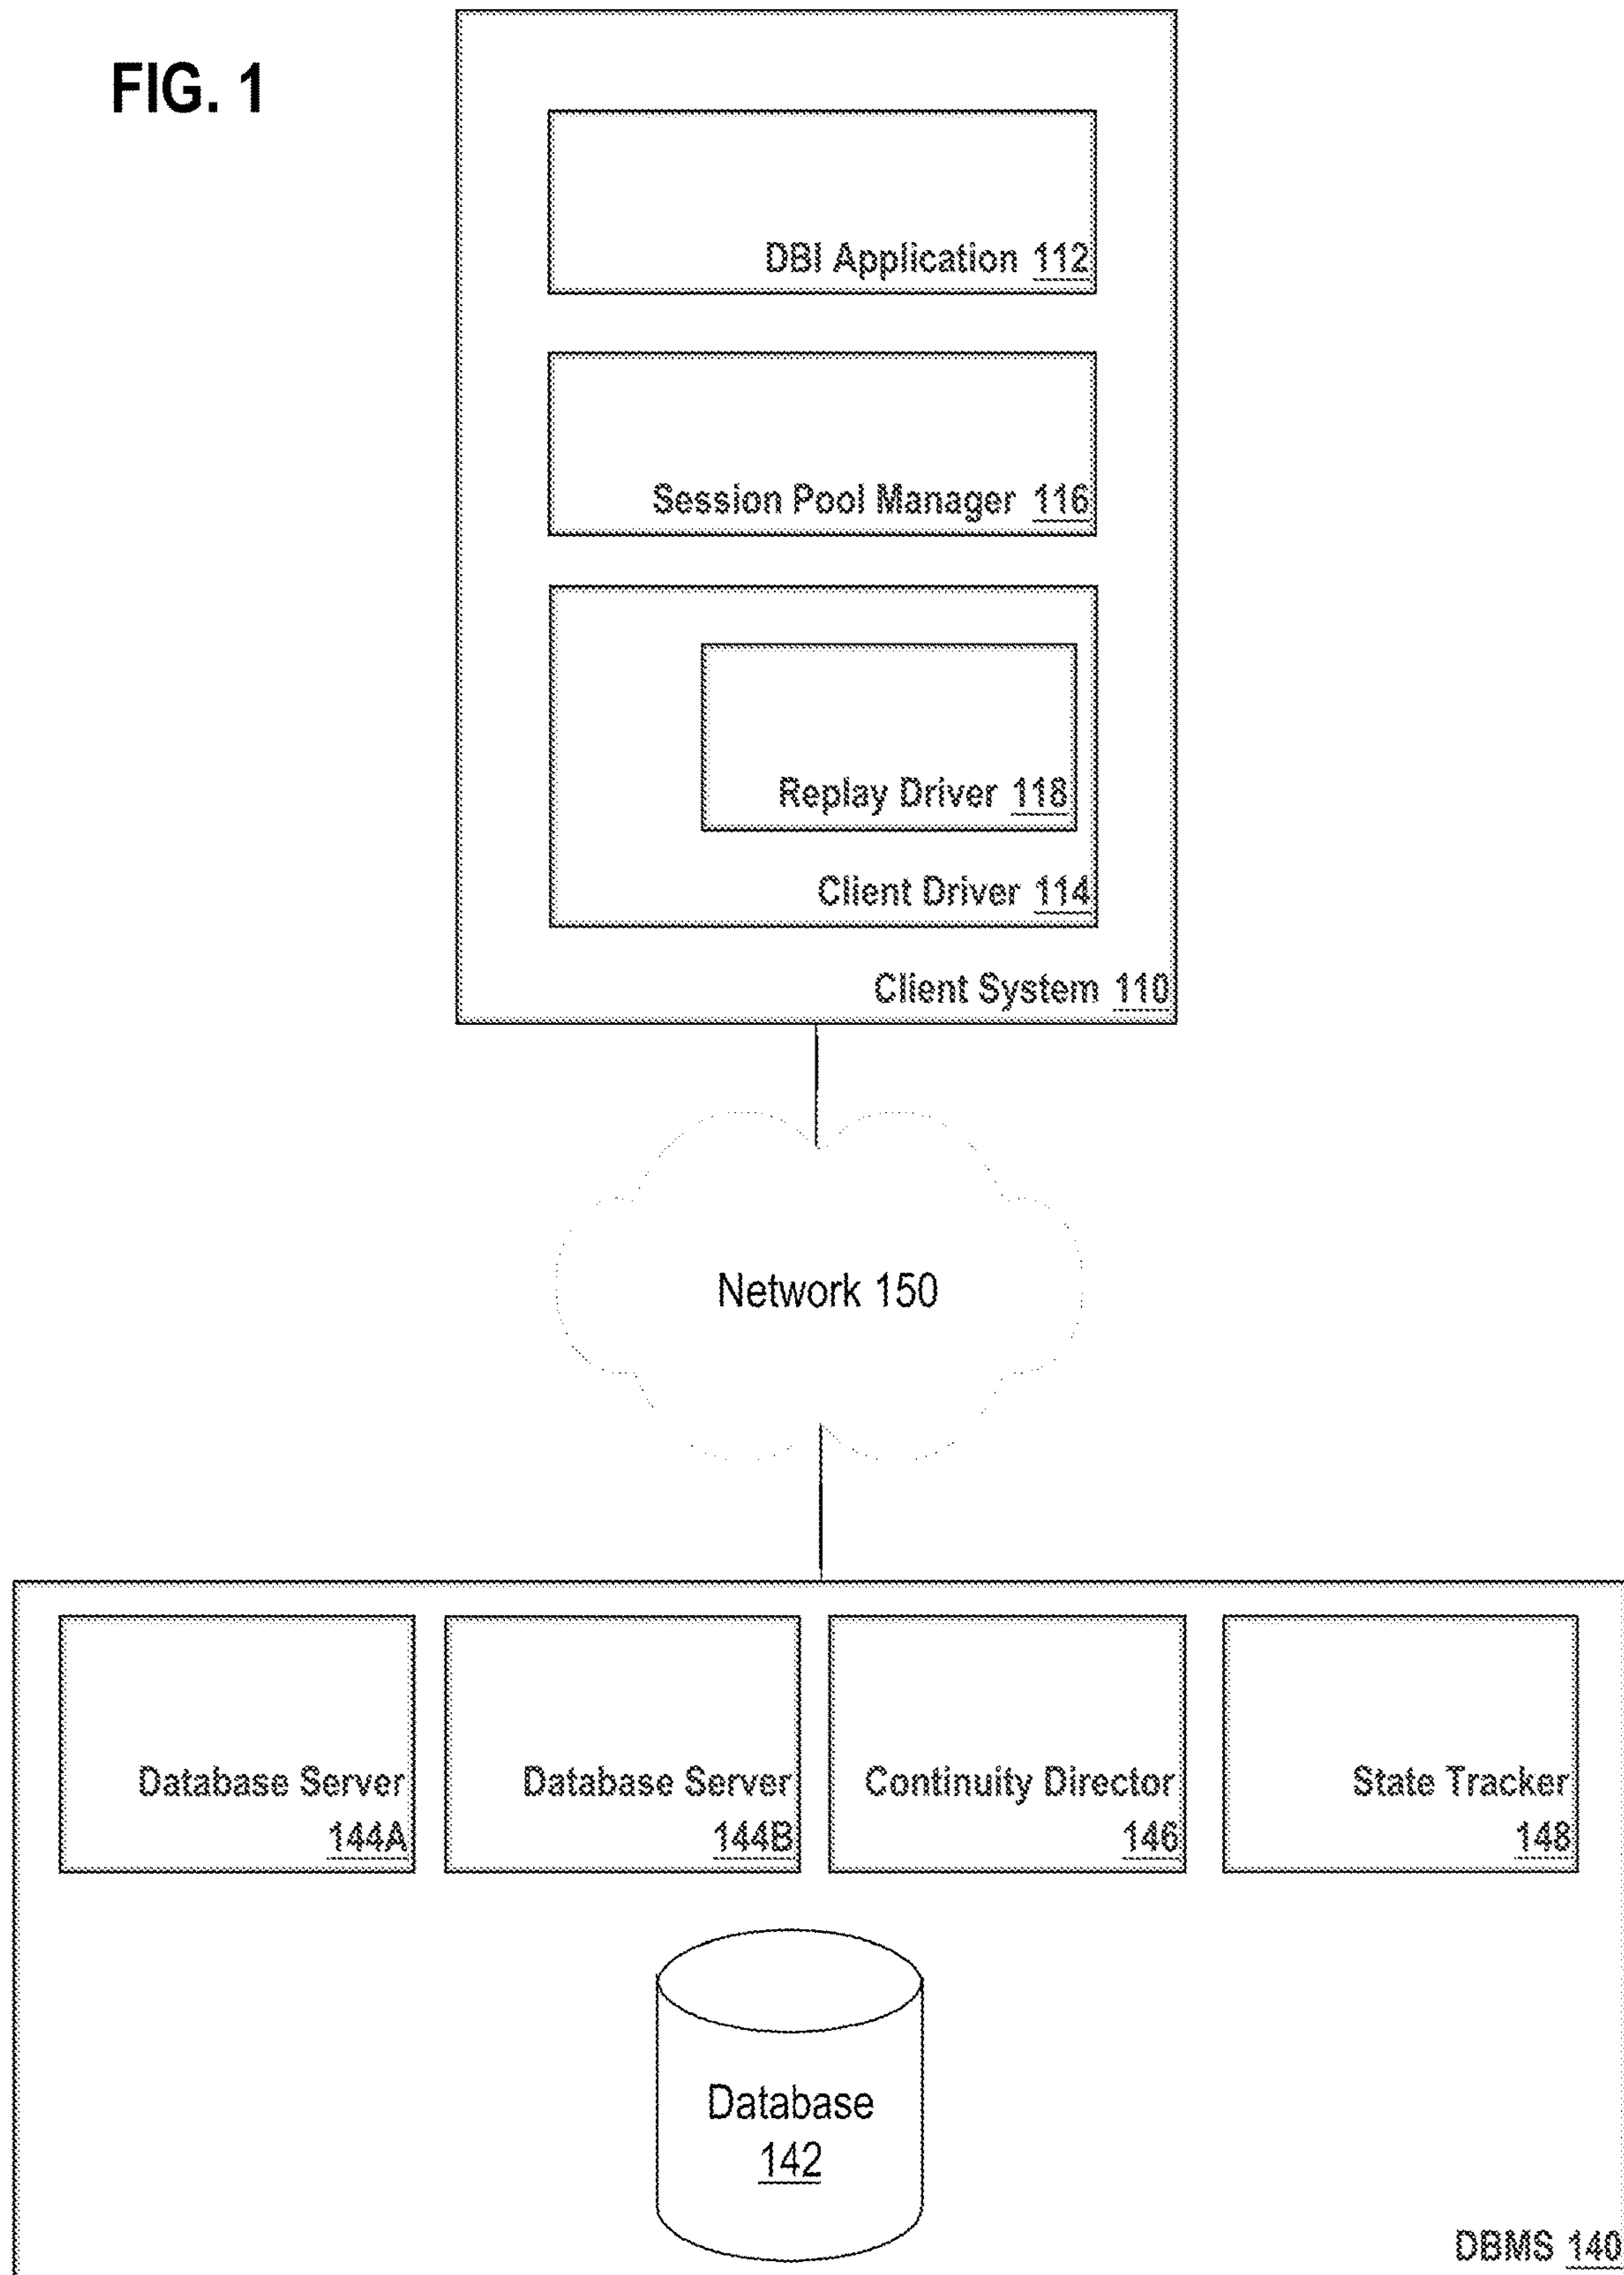 FIG. 1
DBI Application 112
Session Pool Manager 116
Replay Driver 118
Client Driver 114
Client System 110
Network 150
Database Server
144A
Database Server
144B
Continuity Director
146
State Tracker
148
Database
142
DBMS 140